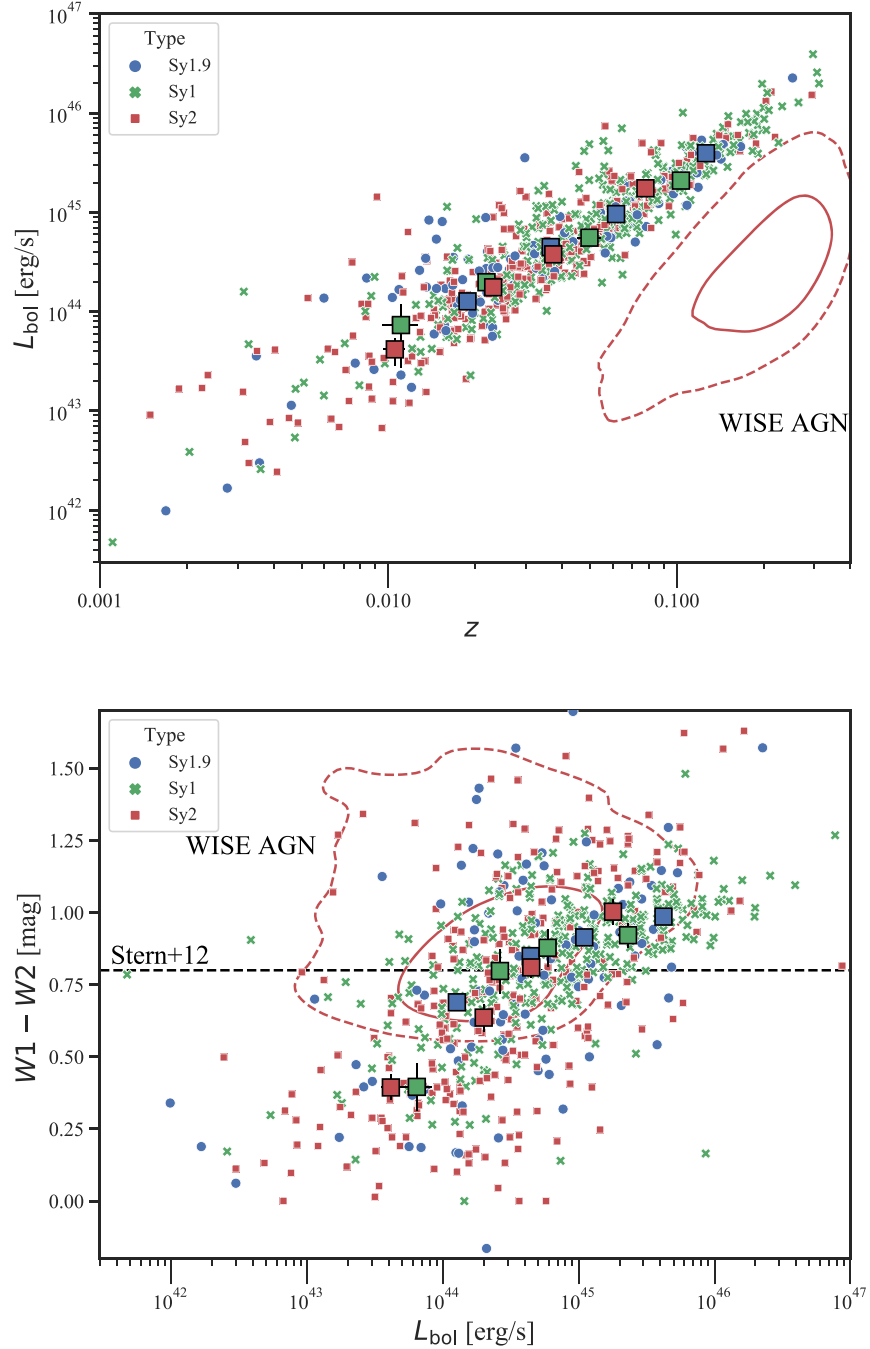 10^47
10^46
10^45
10^44
10^43
10^42
L_bol [erg/s]
Type
Sy1.9
Sy1
Sy2
WISE AGN
0.001 0.010 0.100
z
1.50
1.25
1.00
0.75
0.50
0.25
0.00
W1 − W2 [mag]
Type
Sy1.9
Sy1
Sy2
WISE AGN
Stern+12
10^42 10^43 10^44 10^45 10^46 10^47
L_bol [erg/s]